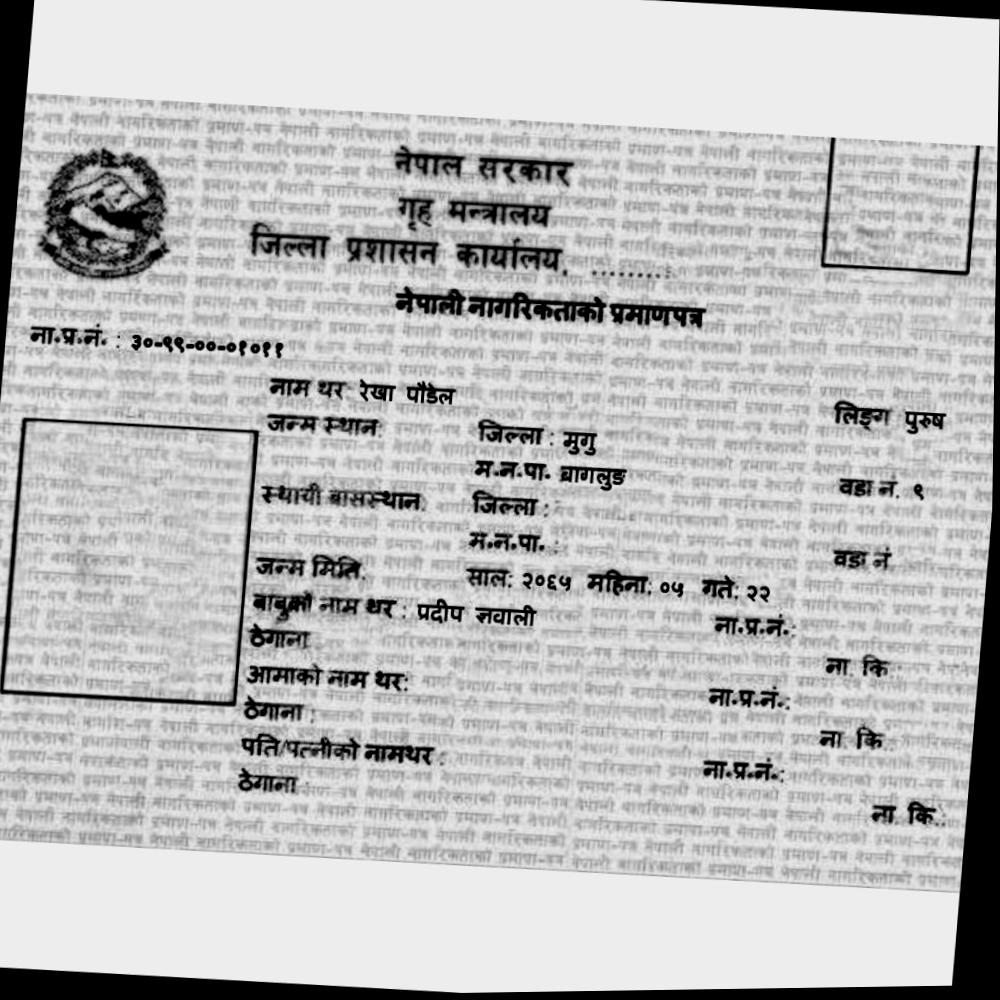 नेपाल सरकार
गृह मन्त्रालय
जिल्ला प्रशासन कार्यालय, ........
नेपाली नागरिकताको प्रमाणपत्र
ना.प्र.नं. : ३०-९९-००-०१०११
नाम थर: रेखा पौडेल लिङ्ग पुरुष
जन्म स्थान: जिल्ला : मुगु
म.न.पा. बागलुङ वडा नं. ९
स्थायी बासस्थान: जिल्ला :
म.न.पा. : वडा नं
जन्म मिति: साल: २०६५ महिना: ०५ गते: २२
बाबुको नाम थर : प्रदीप ज्ञवाली ना.प्र.नं.:
ठेगाना ना. कि :
आमाको नाम थर: ना.प्र.नं.:
ठेगाना : ना. कि.:
पति/पत्नीको नामथर : ना.प्र.नं.:
ठेगाना : ना. कि.: